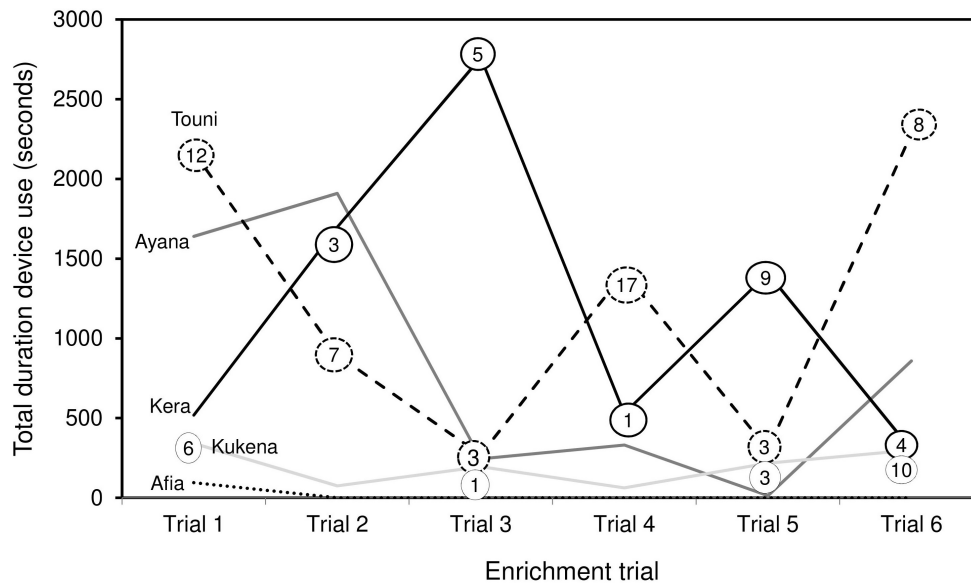 Total duration device use (seconds)
3000
2500
2000
1500
1000
500
0
Touni
12
Ayana
Kera
6
Kukena
Afia
3
7
5
3
1
17
1
9
3
3
8
4
10
Trial 1
Trial 2
Trial 3
Trial 4
Trial 5
Trial 6
Enrichment trial